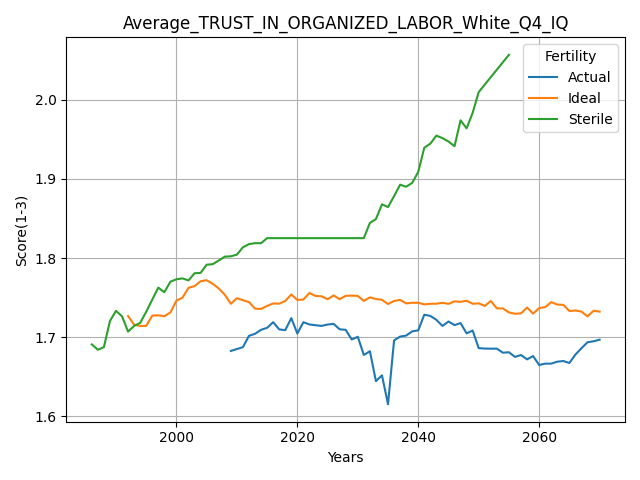 Average_TRUST_IN_ORGANIZED_LABOR_White_Q4_IQ
Fertility
Actual
Ideal
Sterile
Score(1-3)
2.0
1.9
1.8
1.7
1.6
2000
2020
2040
2060
Years